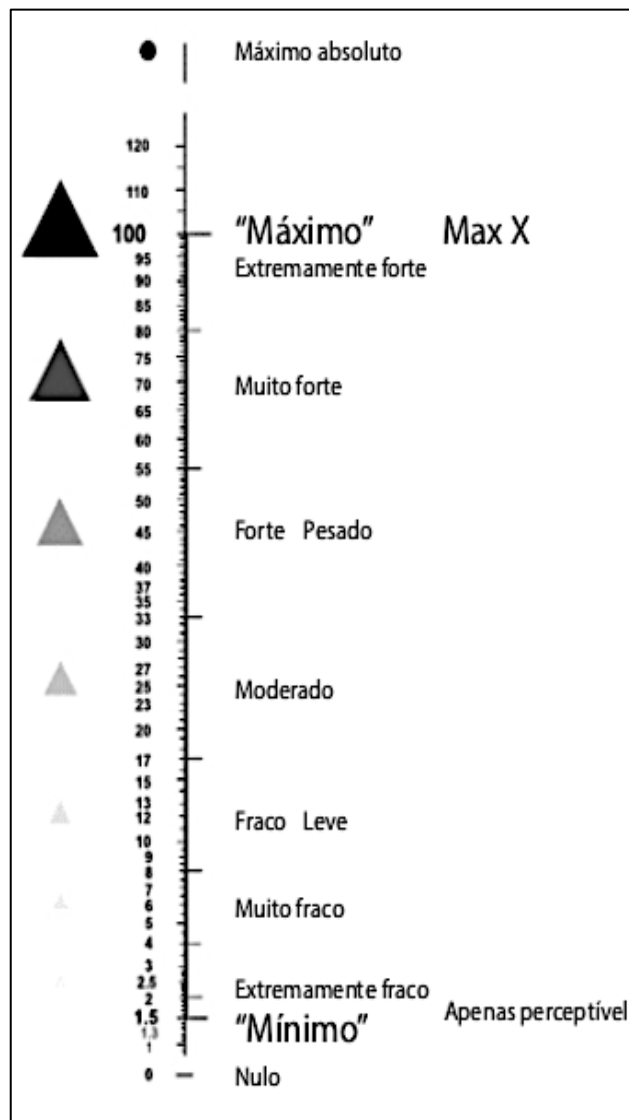 Máximo absoluto
120
110
100 “Máximo” Max X
95 Extremamente forte
90
85
80
75
70 Muito forte
65
60
55
50
45 Forte Pesado
40
37
35
33
30
27
25 Moderado
23
20
17
15
13
12 Fraco Leve
10
9
8
7
6 Muito fraco
5
4
3
2.5 Extremamente fraco
2
1.5 “Mínimo” Apenas perceptível
1.3
1
0 Nulo